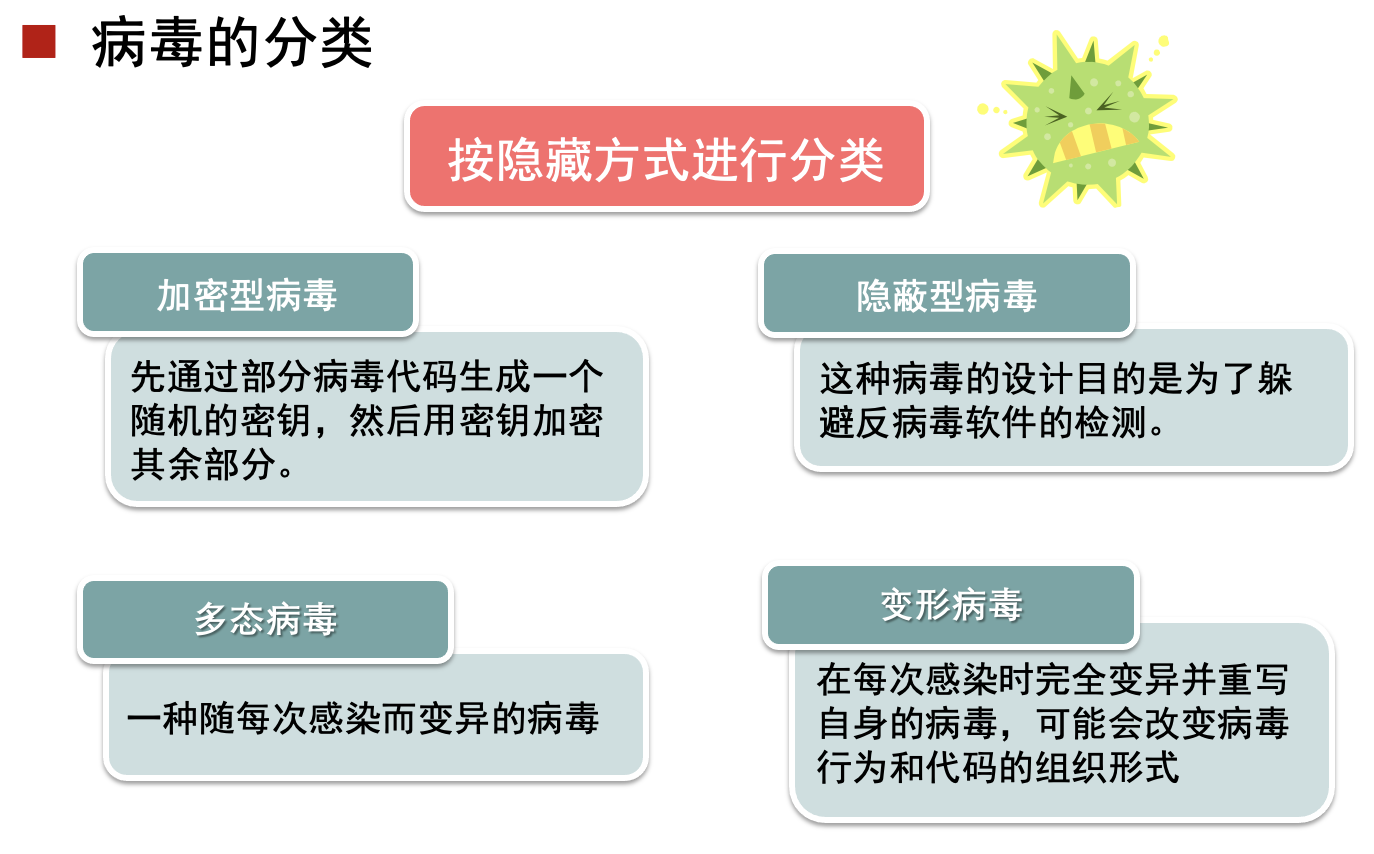 病毒的分类
按隐藏方式进行分类
加密型病毒
先通过部分病毒代码生成一个
随机的密钥，然后用密钥加密
其余部分。
隐蔽型病毒
这种病毒的设计目的是为了躲
避反病毒软件的检测。
多态病毒
一种随每次感染而变异的病毒
变形病毒
在每次感染时完全变异并重写
自身的病毒，可能会改变病毒
行为和代码的组织形式